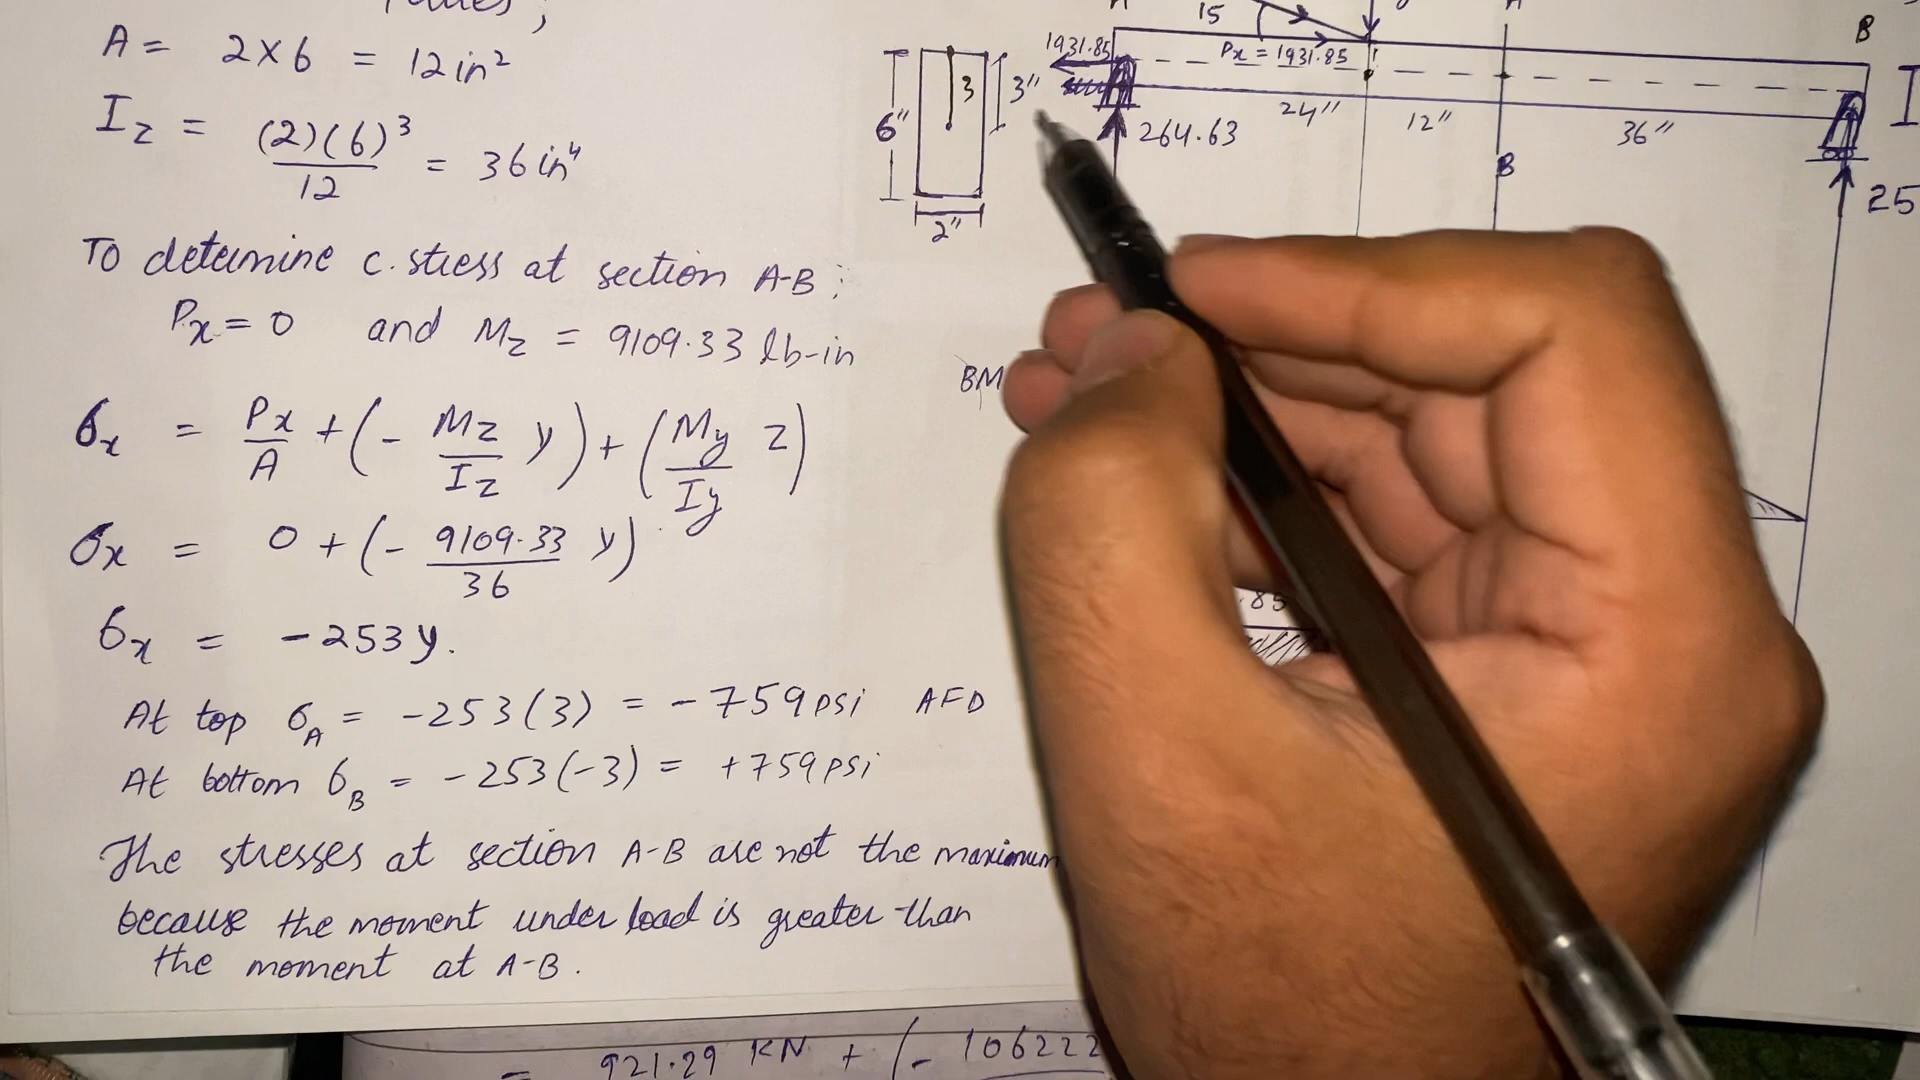 A = 2 x 6 = 12 in²
Iz = (2)(6)³ / 12 = 36 in⁴
To determine c. stress at section A-B ;
Px = 0 and Mz = 9109.33 lb-in
σx = Px/A + (- Mz/Iz y) + (My/Iy z)
σx = 0 + (- 9109.33/36 y)
σx = -253y.
At top σA = -253(3) = -759 psi AFD
At bottom σB = -253(-3) = +759 psi
The stresses at section A-B are not the maximum
because the moment under load is greater than
the moment at A-B.
6"
3
3"
2"
15
B
1931.85
Px = 1931.85
24"
12"
36"
264.63
B
25
I
BM
.85
= 921.29 KN + (- 106222